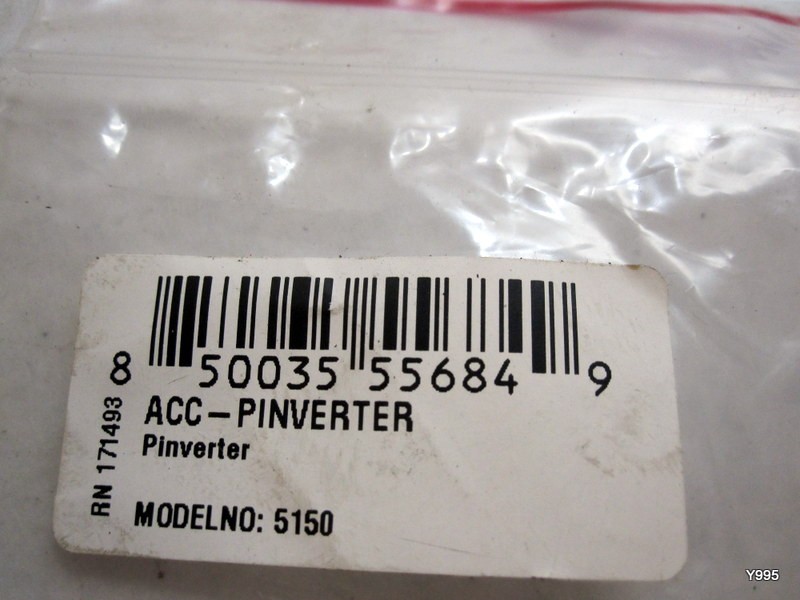 8 50035 55684 9
ACC-PINVERTER
Pinverter
RN 171493
MODELNO: 5150
Y995